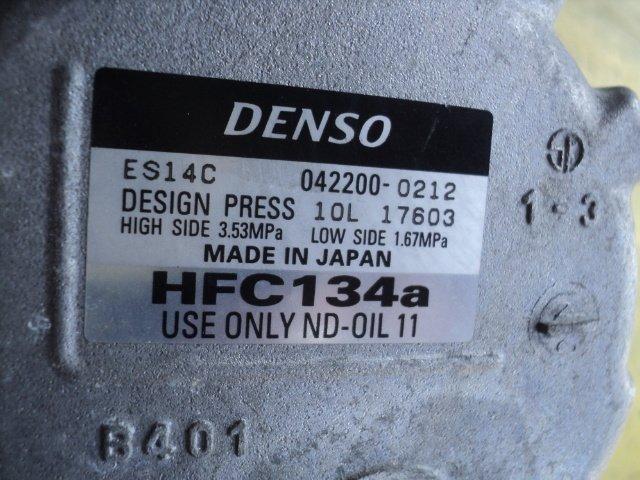 DENSO
ES14C 042200-0212
DESIGN PRESS 10L 17603
HIGH SIDE 3.53MPa LOW SIDE 1.67MPa
MADE IN JAPAN
HFC134a
USE ONLY ND-OIL 11
1-3
B401